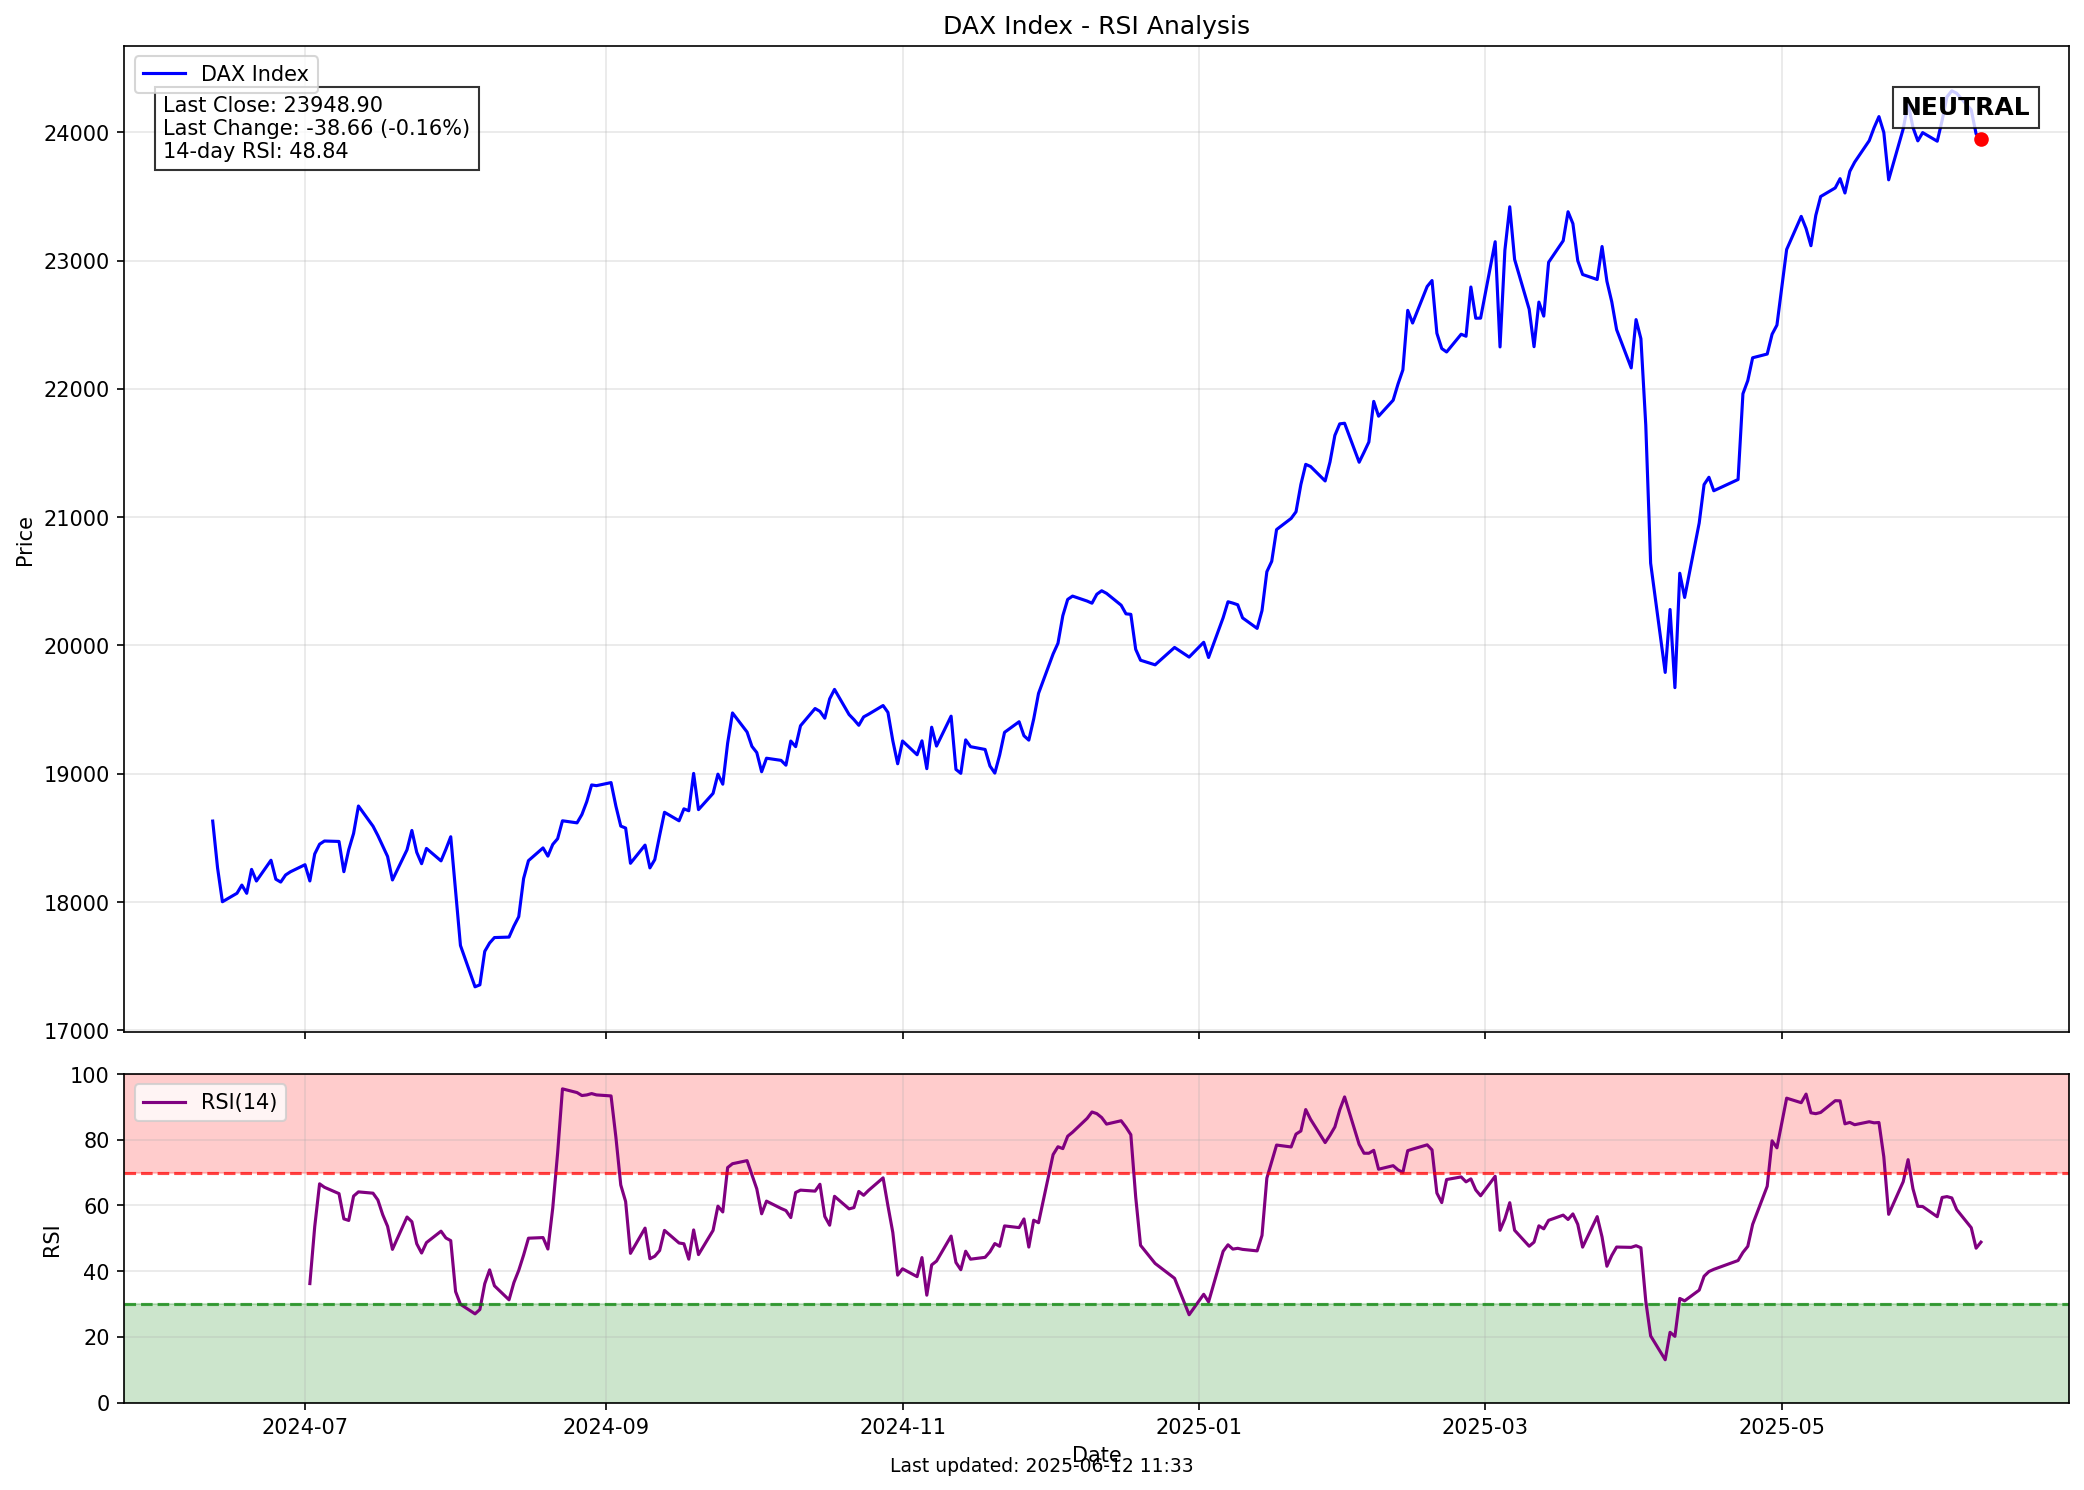 DAX Index - RSI Analysis
DAX Index
Last Close: 23948.90
Last Change: -38.66 (-0.16%)
14-day RSI: 48.84
NEUTRAL
Price
24000
23000
22000
21000
20000
19000
18000
17000
RSI(14)
RSI
100
80
60
40
20
0
2024-07
2024-09
2024-11
2025-01
2025-03
2025-05
Date
Last updated: 2025-06-12 11:33